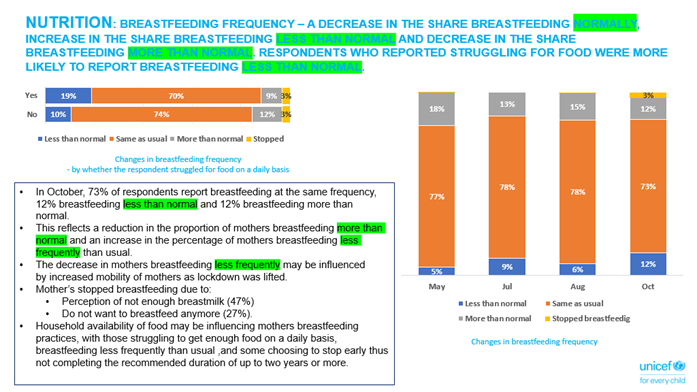 NUTRITION: BREASTFEEDING FREQUENCY – A DECREASE IN THE SHARE BREASTFEEDING NORMALLY,
INCREASE IN THE SHARE BREASTFEEDING LESS THAN NORMAL AND DECREASE IN THE SHARE
BREASTFEEDING MORE THAN NORMAL. RESPONDENTS WHO REPORTED STRUGGLING FOR FOOD WERE MORE
LIKELY TO REPORT BREASTFEEDING LESS THAN NORMAL.
Yes 19% 70% 9% 3%
No 10% 74% 12% 3%
Less than normal Same as usual More than normal Stopped
Changes in breastfeeding frequency
- by whether the respondent struggled for food on a daily basis
• In October, 73% of respondents report breastfeeding at the same frequency,
12% breastfeeding less than normal and 12% breastfeeding more than
normal.
• This reflects a reduction in the proportion of mothers breastfeeding more than
normal and an increase in the percentage of mothers breastfeeding less
frequently than usual.
• The decrease in mothers breastfeeding less frequently may be influenced
by increased mobility of mothers as lockdown was lifted.
• Mother's stopped breastfeeding due to:
• Perception of not enough breastmilk (47%)
• Do not want to breastfeed anymore (27%).
• Household availability of food may be influencing mothers breastfeeding
practices, with those struggling to get enough food on a daily basis,
breastfeeding less frequently than usual ,and some choosing to stop early thus
not completing the recommended duration of up to two years or more.
3%
18% 13% 15% 12%
77% 78% 78% 73%
5% 9% 6% 12%
May Jul Aug Oct
Less than normal Same as usual
More than normal Stopped breastfeedig
Changes in breastfeeding frequency
unicef
for every child